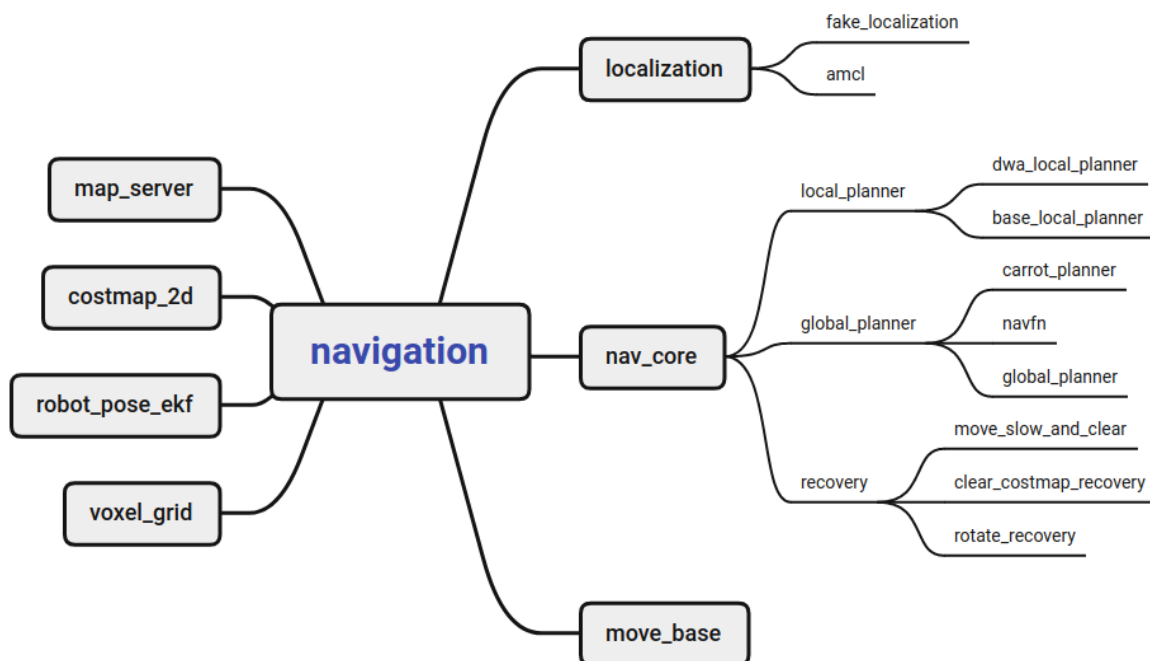 navigation
map_server
costmap_2d
robot_pose_ekf
voxel_grid
localization
fake_localization
amcl
nav_core
local_planner
dwa_local_planner
base_local_planner
global_planner
carrot_planner
navfn
global_planner
recovery
move_slow_and_clear
clear_costmap_recovery
rotate_recovery
move_base